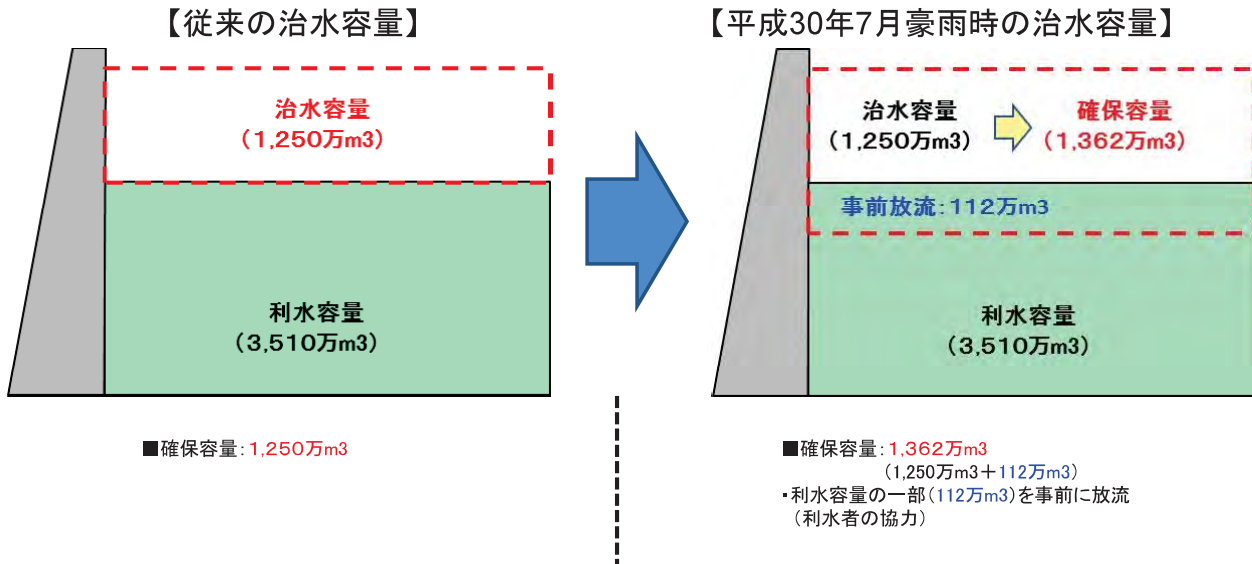 【従来の治水容量】
治水容量
(1,250万m3)
利水容量
(3,510万m3)
■確保容量：1,250万m3
【平成30年7月豪雨時の治水容量】
治水容量
(1,250万m3)
確保容量
(1,362万m3)
事前放流：112万m3
利水容量
(3,510万m3)
■確保容量：1,362万m3
(1,250万m3＋112万m3)
・利水容量の一部(112万m3)を事前に放流
(利水者の協力)